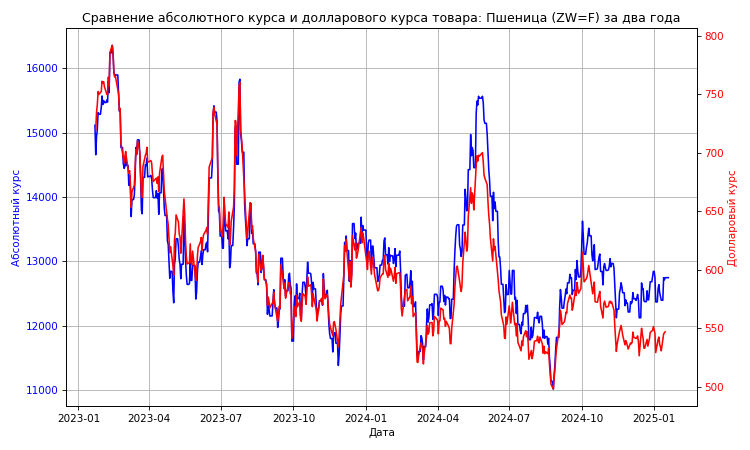 Сравнение абсолютного курса и долларового курса товара: Пшеница (ZW=F) за два года
Абсолютный курс
16000
15000
14000
13000
12000
11000
Долларовый курс
800
750
700
650
600
550
500
2023-01 2023-04 2023-07 2023-10 2024-01 2024-04 2024-07 2024-10 2025-01
Дата